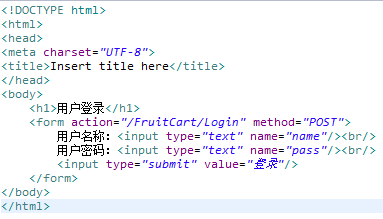 <!DOCTYPE html>
<html>
<head>
<meta charset="UTF-8">
<title>Insert title here</title>
</head>
<body>
    <h1>用户登录</h1>
    <form action="/FruitCart/Login" method="POST">
        用户名称：<input type="text" name="name"/><br/>
        用户密码：<input type="text" name="pass"/><br/>
        <input type="submit" value="登录"/>
    </form>
</body>
</html>